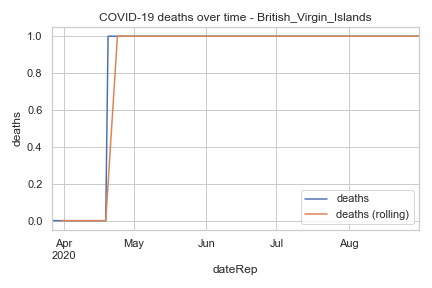 COVID-19 deaths over time - British_Virgin_Islands
1.0
0.8
0.6
0.4
0.2
0.0
deaths
deaths
deaths (rolling)
Apr
2020
May
Jun
Jul
Aug
dateRep